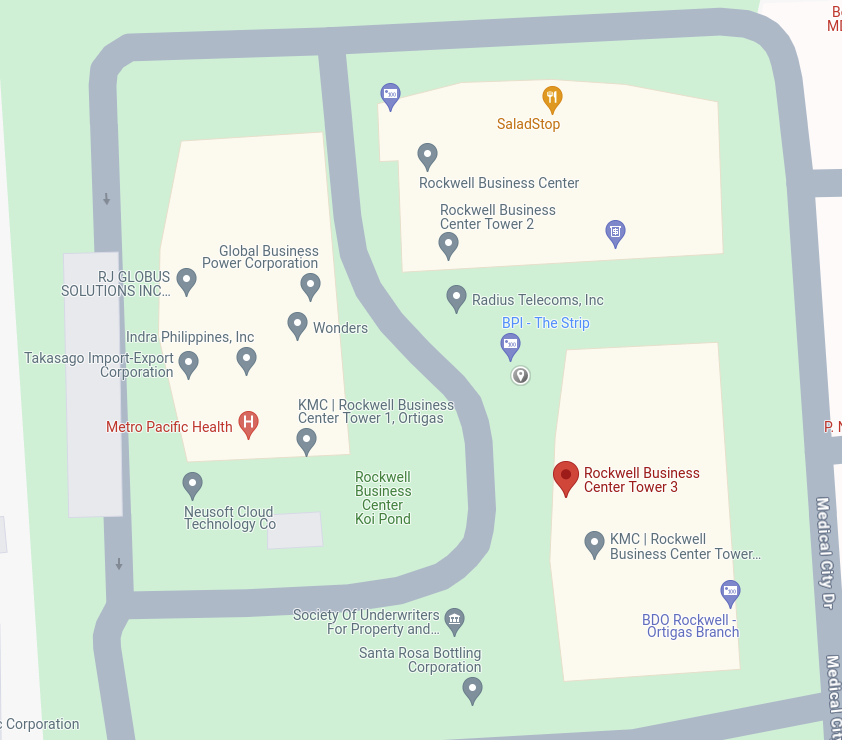 SaladStop
Rockwell Business Center
Rockwell Business
Center Tower 2
Global Business
Power Corporation
RJ GLOBUS
SOLUTIONS INC...
Radius Telecoms, Inc
BPI - The Strip
Wonders
Indra Philippines, Inc
Takasago Import-Export
Corporation
KMC | Rockwell Business
Center Tower 1, Ortigas
Metro Pacific Health
Rockwell
Business
Center
Koi Pond
Rockwell Business
Center Tower 3
Neusoft Cloud
Technology Co
KMC | Rockwell
Business Center Tower...
Medical City Dr
BDO Rockwell -
Ortigas Branch
Society Of Underwriters
For Property and...
Santa Rosa Bottling
Corporation
Medical Cit
c Corporation